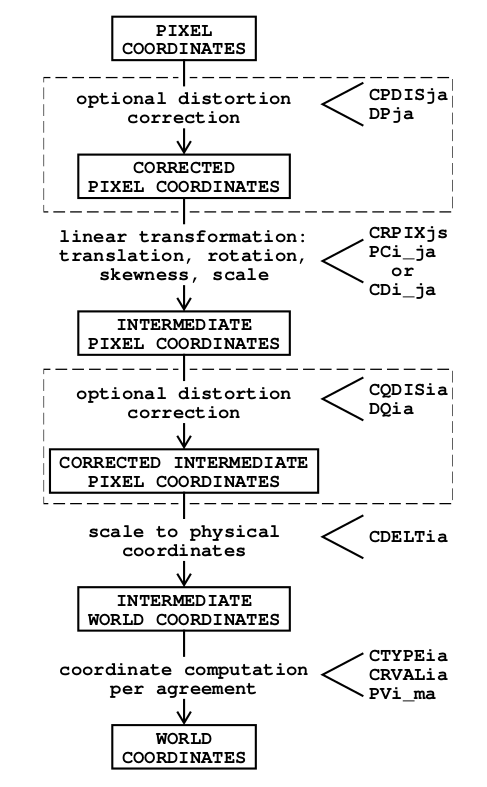 PIXEL
COORDINATES
optional distortion
correction
CPDISja
DPja
CORRECTED
PIXEL COORDINATES
linear transformation:
translation, rotation,
skewness, scale
CRPIXjs
PCi_ja
or
CDi_ja
INTERMEDIATE
PIXEL COORDINATES
optional distortion
correction
CQDISia
DQia
CORRECTED INTERMEDIATE
PIXEL COORDINATES
scale to physical
coordinates
CDELTia
INTERMEDIATE
WORLD COORDINATES
coordinate computation
per agreement
CTYPEia
CRVALia
PVi_ma
WORLD
COORDINATES